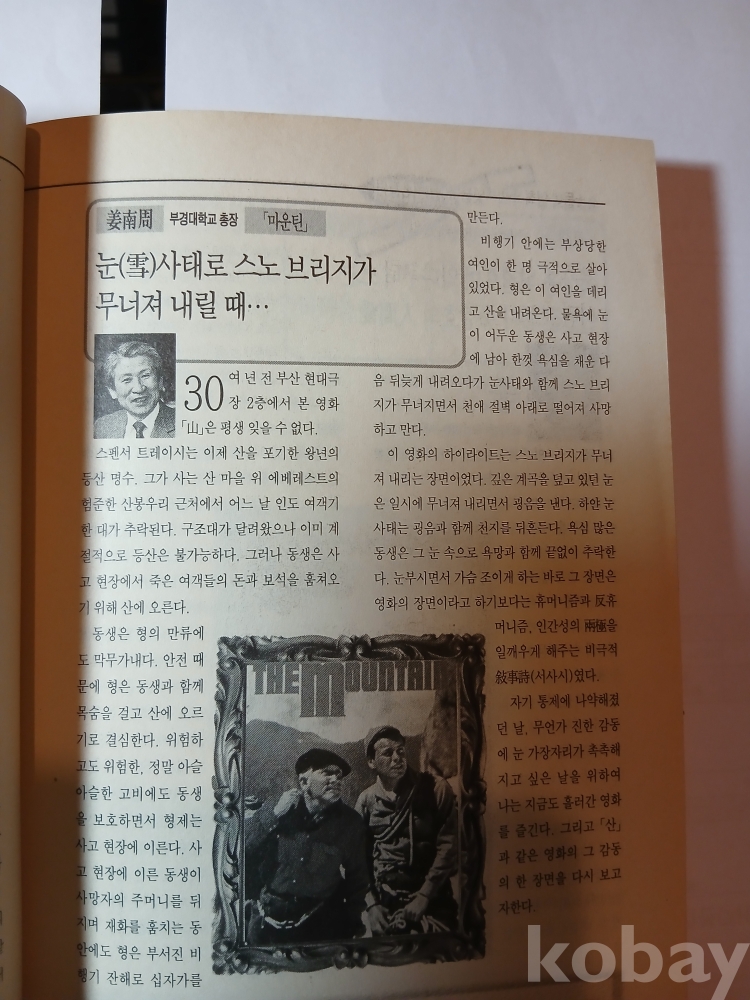 姜南周 부경대학교 총장 「마운틴」
눈(雪)사태로 스노 브리지가
무너져 내릴 때…
30여 년 전 부산 현대극
장 2층에서 본 영화
「山」은 평생 잊을 수 없다.
스펜서 트레이시는 이제 산을 포기한 왕년의
등산 명수. 그가 사는 산 마을 위 에베레스트의
험준한 산봉우리 근처에서 어느 날 인도 여객기
한 대가 추락된다. 구조대가 달려왔으나 이미 계
절적으로 등산은 불가능하다. 그러나 동생은 사
고 현장에서 죽은 여객들의 돈과 보석을 훔쳐오
기 위해 산에 오른다.
동생은 형의 만류에
도 막무가내다. 안전 때
문에 형은 동생과 함께
목숨을 걸고 산에 오르
기로 결심한다. 위험하
고도 위험한, 정말 아슬
아슬한 고비에도 동생
을 보호하면서 형제는
사고 현장에 이른다. 사
고 현장에 이른 동생이
사망자의 주머니를 뒤
지며 재화를 훔치는 동
안에도 형은 부서진 비
행기 잔해로 십자가를
만든다.
비행기 안에는 부상당한
여인이 한 명 극적으로 살아
있었다. 형은 이 여인을 데리
고 산을 내려온다. 물욕에 눈
이 어두운 동생은 사고 현장
에 남아 한껏 욕심을 채운 다
음 뒤늦게 내려오다가 눈사태와 함께 스노 브리
지가 무너지면서 천애 절벽 아래로 떨어져 사망
하고 만다.
이 영화의 하이라이트는 스노 브리지가 무너
져 내리는 장면이었다. 깊은 계곡을 덮고 있던 눈
은 일시에 무너져 내리면서 굉음을 낸다. 하얀 눈
사태는 굉음과 함께 천지를 뒤흔든다. 욕심 많은
동생은 그 눈 속으로 욕망과 함께 끝없이 추락한
다. 눈부시면서 가슴 조이게 하는 바로 그 장면은
영화의 장면이라고 하기보다는 휴머니즘과 反휴
머니즘, 인간성의 兩極을
일깨우게 해주는 비극적
敍事詩(서사시)였다.
자기 통제에 나약해졌
던 날, 무언가 진한 감동
에 눈 가장자리가 촉촉해
지고 싶은 날을 위하여
나는 지금도 흘러간 영화
를 즐긴다. 그리고 「산」
과 같은 영화의 그 감동
의 한 장면을 다시 보고
자한다.
THE MOUNTAIN
kobay